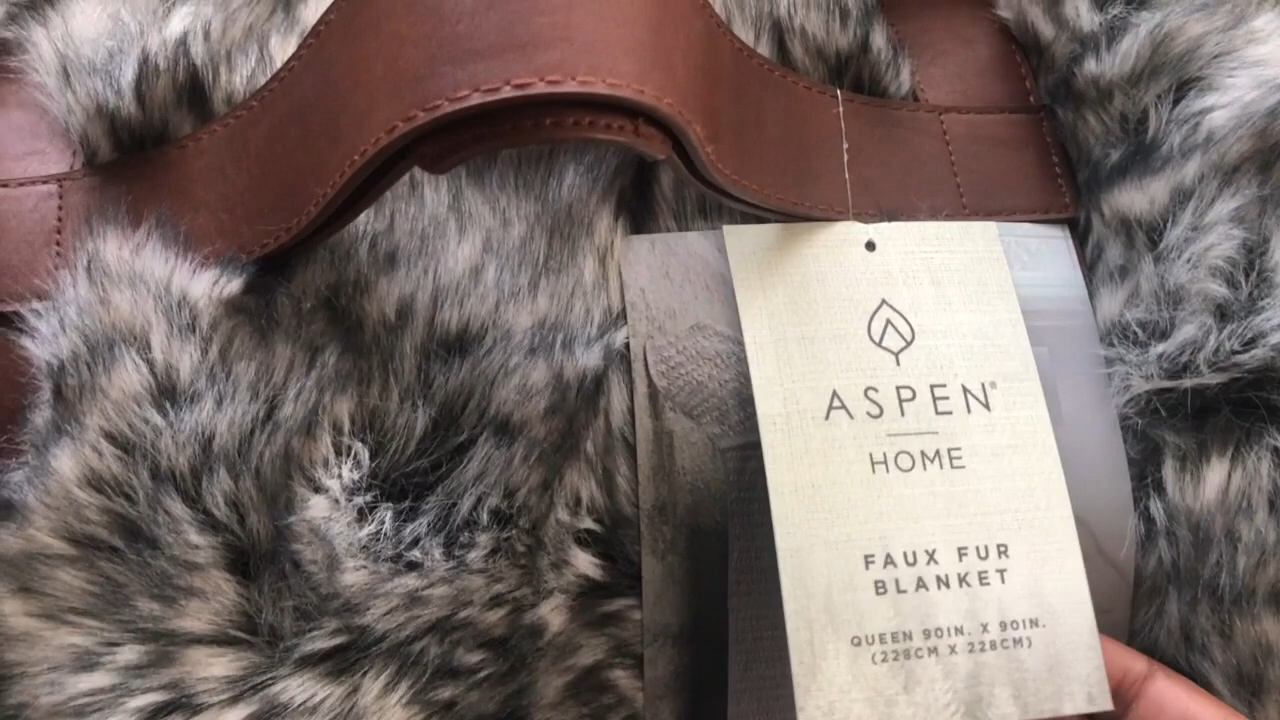 ASPEN®
HOME
FAUX FUR
BLANKET
QUEEN 90IN. X 90IN.
(228CM X 228CM)